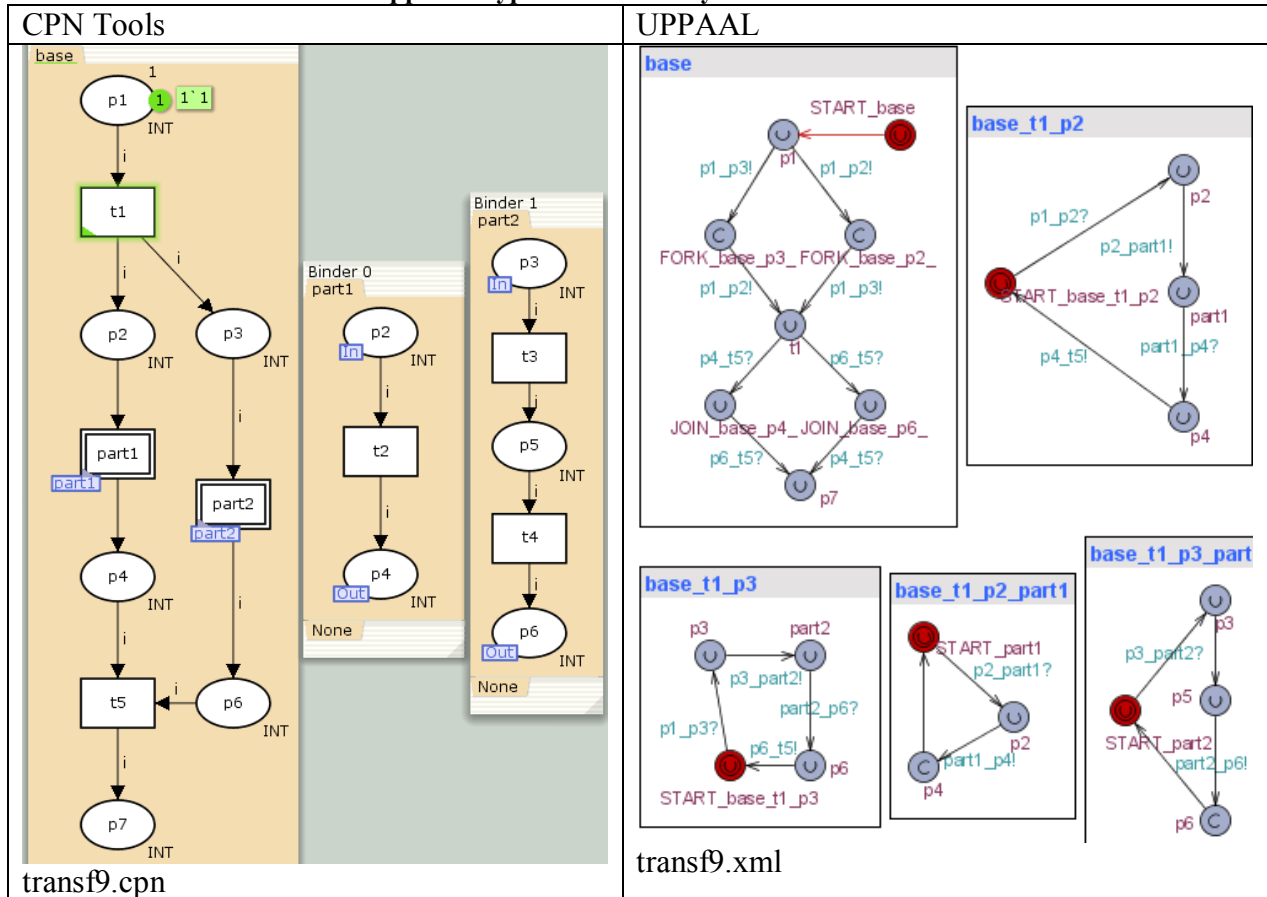 CPN Tools
UPPAAL
base
1
p1
1
1`1
INT
i
t1
i
i
p2
INT
p3
INT
i
part1
part1
part2
part2
p4
INT
i
i
t5
i
p6
INT
i
p7
INT
Binder 0
part1
p2
In
INT
i
t2
i
p4
Out
INT
None
Binder 1
part2
p3
In
INT
i
t3
i
p5
INT
i
t4
i
p6
Out
INT
None
transf9.cpn
base
START_base
p1
p1_p3!
p1_p2!
FORK_base_p3_
FORK_base_p2_
p1_p2!
p1_p3!
t1
p4_t5?
p6_t5?
JOIN_base_p4_
JOIN_base_p6_
p6_t5?
p4_t5?
p7
base_t1_p2
p2
p1_p2?
p2_part1!
START_base_t1_p2
part1
part1_p4?
p4_t5!
p4
base_t1_p3
p3
part2
p3_part2!
part2_p6?
p1_p3?
p6_t5!
p6
START_base_t1_p3
base_t1_p2_part1
START_part1
p2_part1?
p2
part1_p4!
p4
base_t1_p3_part
p3
p3_part2?
p5
START_part2
part2_p6!
p6
transf9.xml